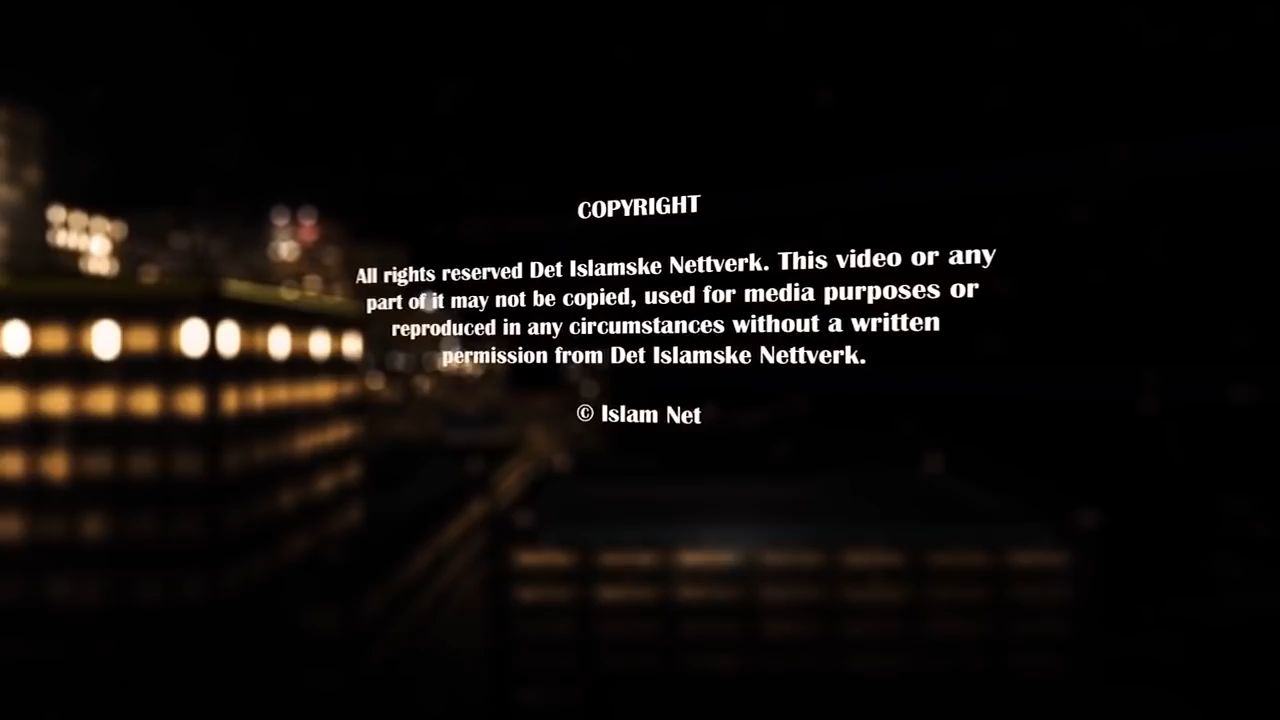 COPYRIGHT
All rights reserved Det Islamske Nettverk. This video or any
part of it may not be copied, used for media purposes or
reproduced in any circumstances without a written
permission from Det Islamske Nettverk.
© Islam Net